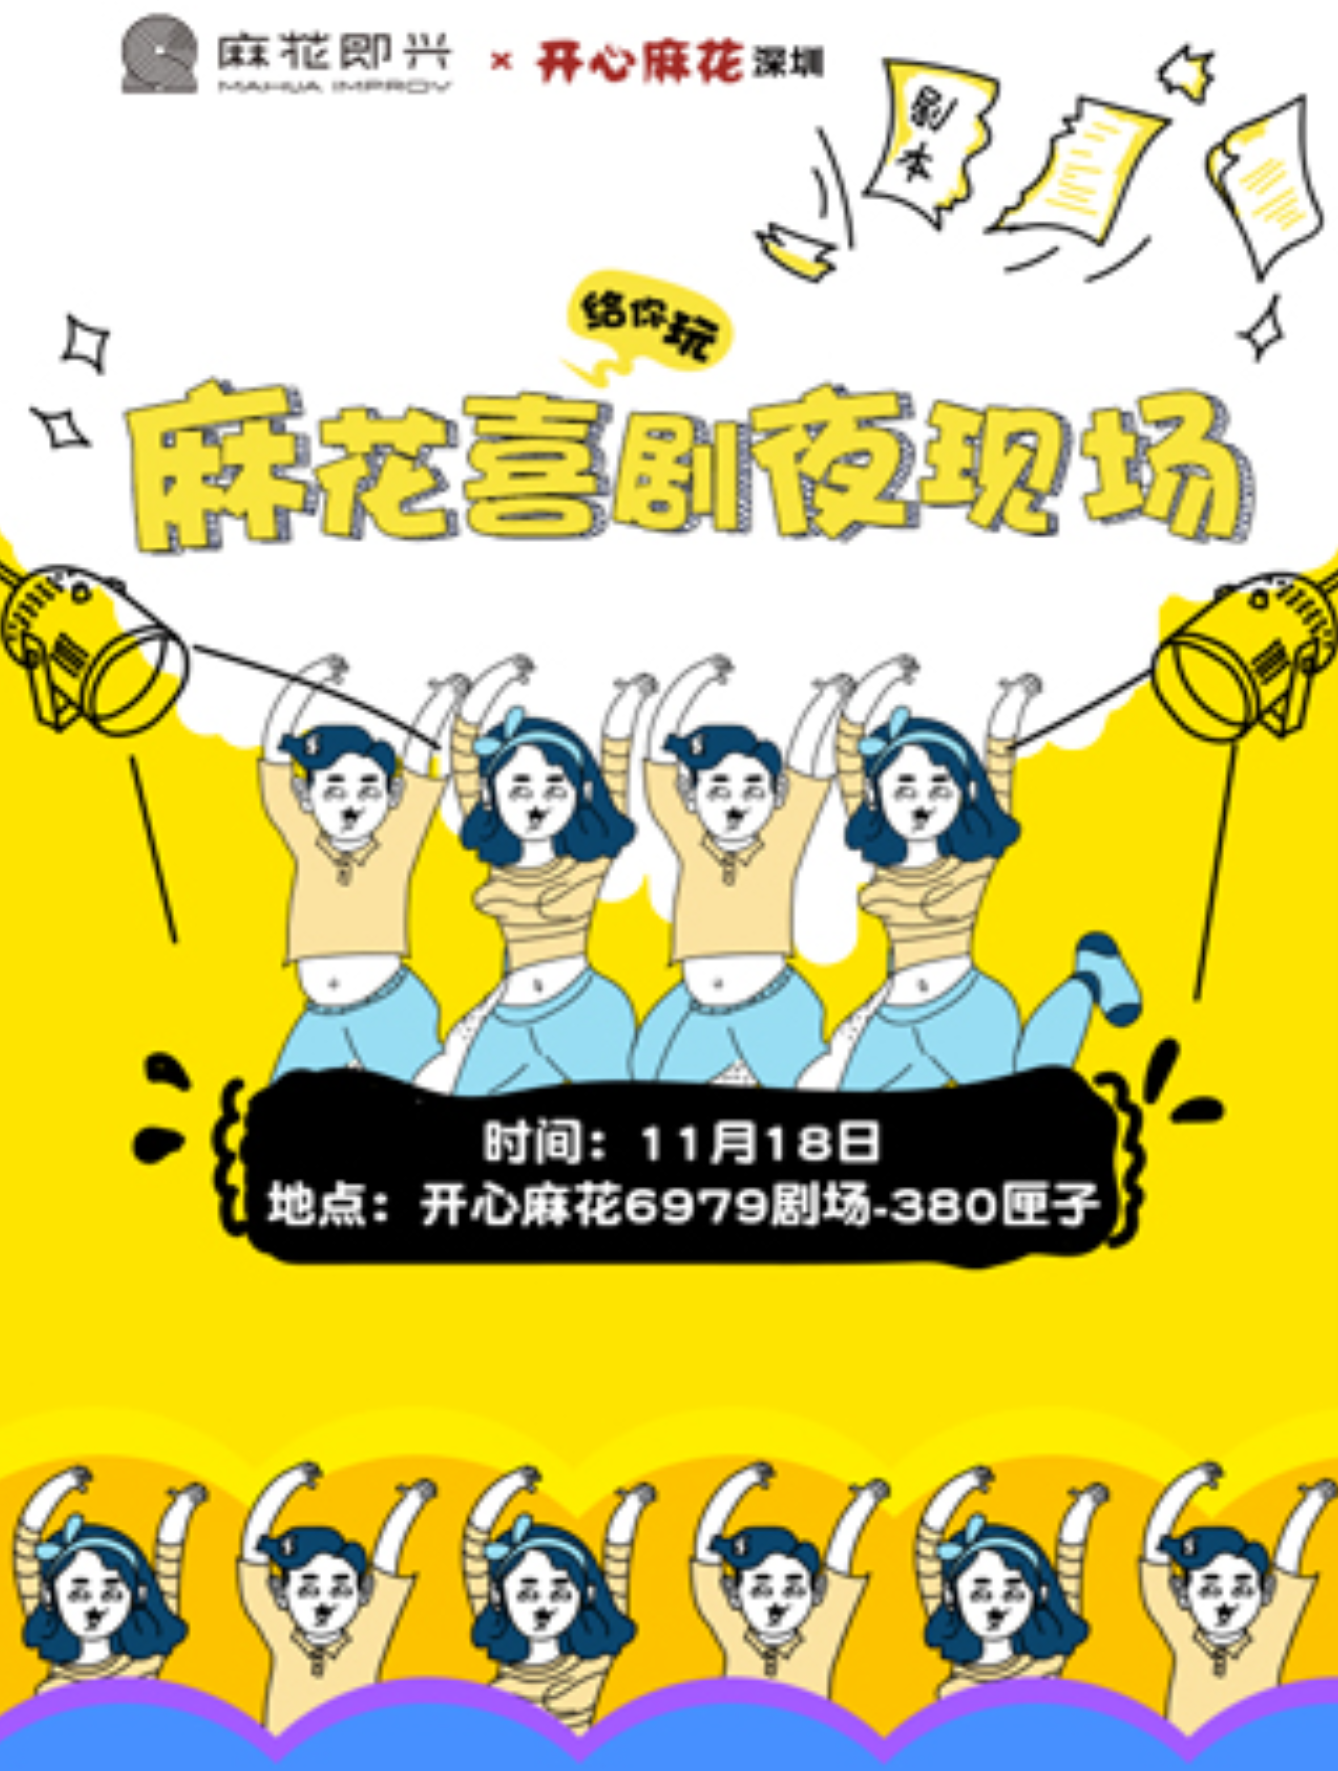 麻花即兴 × 开心麻花 深圳
MAHUA IMPROV
剧本
给你玩
麻花喜剧夜现场
时间：11月18日
地点：开心麻花6979剧场-380匣子